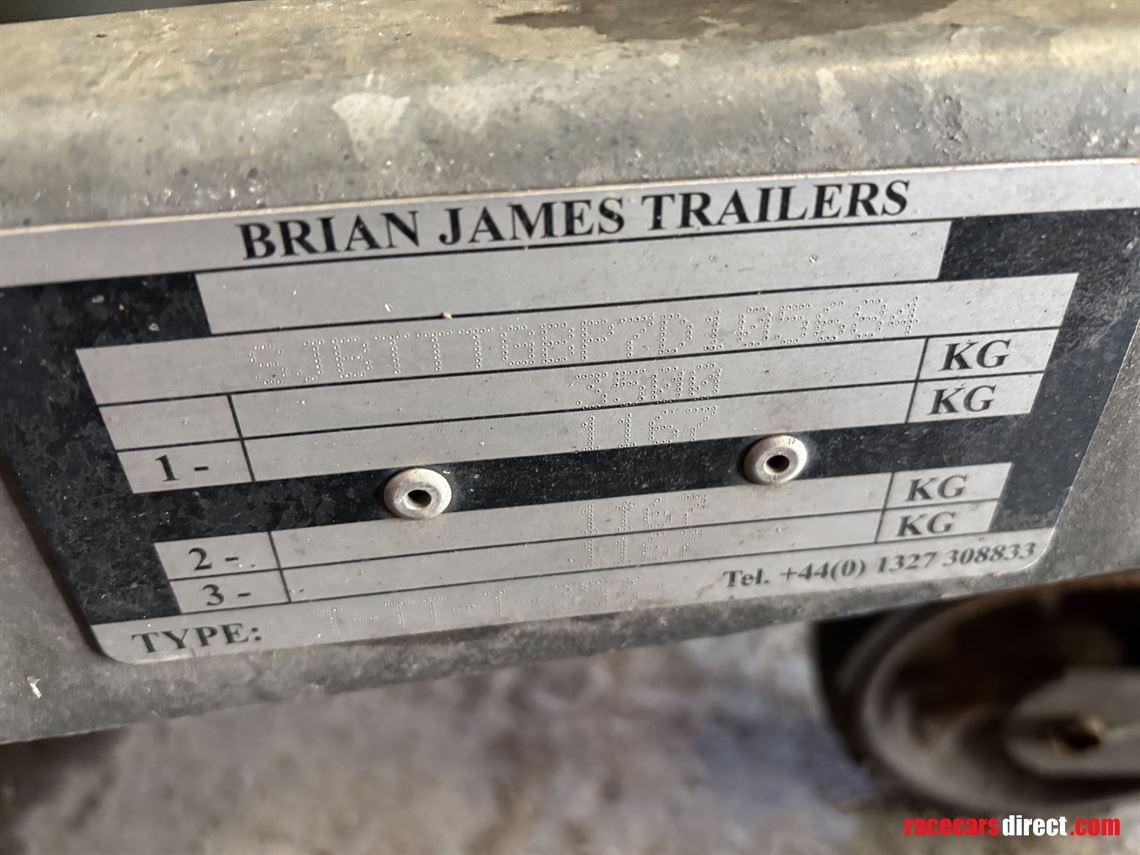 BRIAN JAMES TRAILERS
3500 KG
1 - 1167 KG
2 - 1167 KG
3 - 1167 KG
Tel. +44(0) 1327 308833
TYPE:
racecarsdirect.com